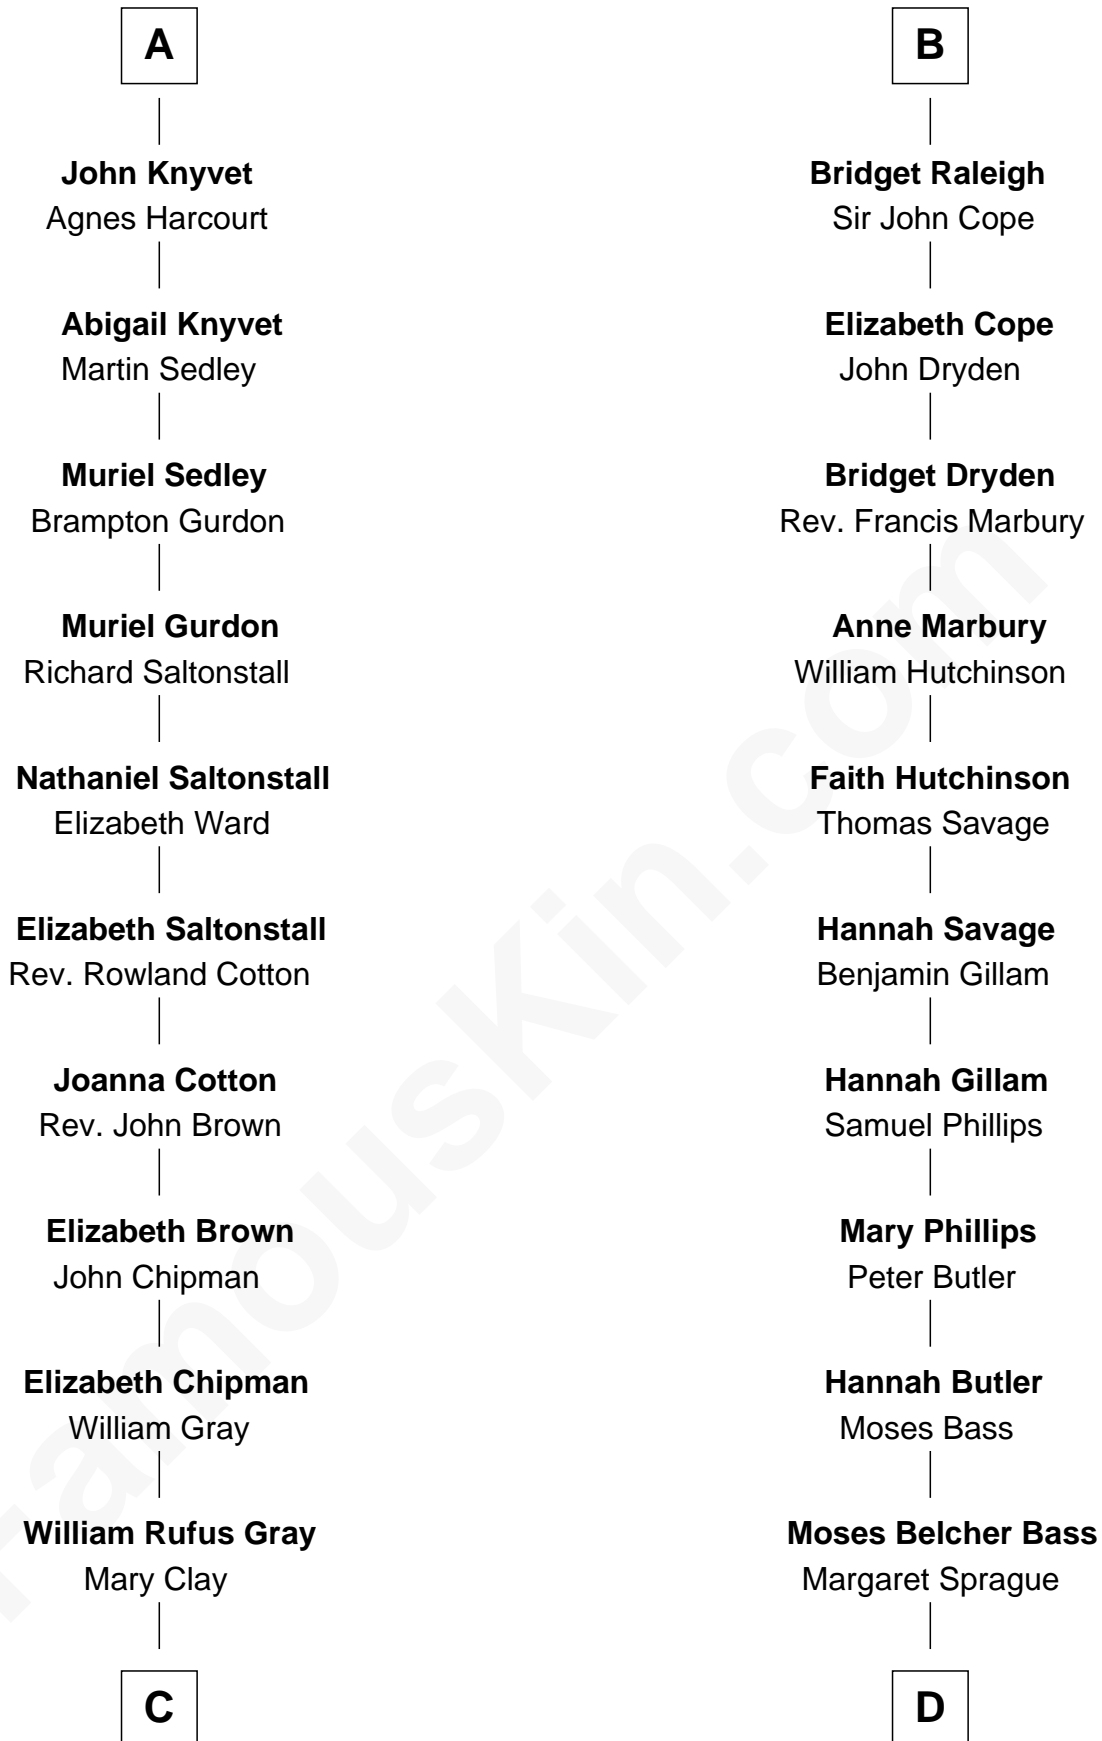 A
John Knyvet
Agnes Harcourt
Abigail Knyvet
Martin Sedley
Muriel Sedley
Brampton Gurdon
Muriel Gurdon
Richard Saltonstall
Nathaniel Saltonstall
Elizabeth Ward
Elizabeth Saltonstall
Rev. Rowland Cotton
Joanna Cotton
Rev. John Brown
Elizabeth Brown
John Chipman
Elizabeth Chipman
William Gray
William Rufus Gray
Mary Clay
C
B
Bridget Raleigh
Sir John Cope
Elizabeth Cope
John Dryden
Bridget Dryden
Rev. Francis Marbury
Anne Marbury
William Hutchinson
Faith Hutchinson
Thomas Savage
Hannah Savage
Benjamin Gillam
Hannah Gillam
Samuel Phillips
Mary Phillips
Peter Butler
Hannah Butler
Moses Bass
Moses Belcher Bass
Margaret Sprague
D
FamousKin.com